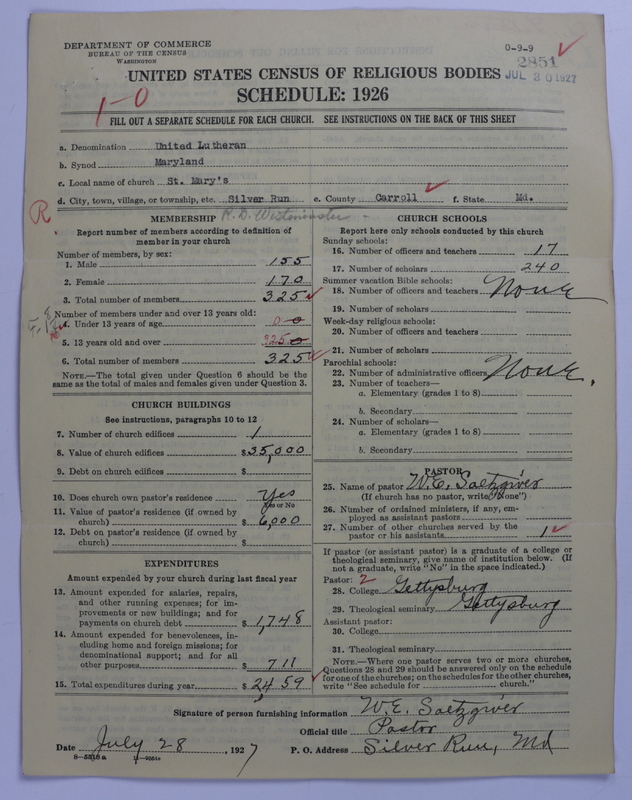 DEPARTMENT OF COMMERCE
BUREAU OF THE CENSUS
WASHINGTON
0-9-9
2851
JUL 30 1927
UNITED STATES CENSUS OF RELIGIOUS BODIES
SCHEDULE: 1926
1-0
FILL OUT A SEPARATE SCHEDULE FOR EACH CHURCH. SEE INSTRUCTIONS ON THE BACK OF THIS SHEET
a. Denomination United Lutheran
b. Synod Maryland
c. Local name of church St. Mary's
d. City, town, village, or township, etc. Silver Run e. County Carroll f. State Md.
R
R.D. Westminster
MEMBERSHIP
Report number of members according to definition of
member in your church
Number of members, by sex:
1. Male 155
2. Female 170
3. Total number of members 325
Number of members under and over 13 years old:
4. Under 13 years of age 0-0
5. 13 years old and over 325
6. Total number of members 325
NOTE.—The total given under Question 6 should be
same as the total of males and females given under Question 3.
CHURCH BUILDINGS
See instructions, paragraphs 10 to 12
7. Number of church edifices 1
8. Value of church edifices $35,000
9. Debt on church edifices $
10. Does church own pastor's residence Yes
Yes or No
11. Value of pastor's residence (if owned by
church) $ 6,000
12. Debt on pastor's residence (if owned by
church) $
EXPENDITURES
Amount expended by your church during last fiscal year
13. Amount expended for salaries, repairs,
and other running expenses; for im-
provements or new buildings; and for
payments on church debt $ 1,748
14. Amount expended for benevolences, in-
cluding home and foreign missions; for
denominational support; and for all
other purposes $ 711
15. Total expenditures during year $ 2,459
CHURCH SCHOOLS
Report here only schools conducted by this church
Sunday schools:
16. Number of officers and teachers 17
17. Number of scholars 240
Summer vacation Bible schools:
18. Number of officers and teachers None
19. Number of scholars
Week-day religious schools:
20. Number of officers and teachers
21. Number of scholars
Parochial schools:
22. Number of administrative officers None.
23. Number of teachers—
a. Elementary (grades 1 to 8)
b. Secondary
24. Number of scholars—
a. Elementary (grades 1 to 8)
b. Secondary
PASTOR
25. Name of pastor W.E. Saltzgiver
(If church has no pastor, write "none")
26. Number of ordained ministers, if any, em-
ployed as assistant pastors
27. Number of other churches served by the
pastor or his assistants 1
If pastor (or assistant pastor) is a graduate of a college or
theological seminary, give name of institution below. (If
not a graduate, write "No" in the space indicated.)
Pastor: 2
28. College Gettysburg
29. Theological seminary Gettysburg
Assistant pastor:
30. College
31. Theological seminary
NOTE.—Where one pastor serves two or more churches,
Questions 28 and 29 should be answered only on the schedule
for one of the churches; on the schedules for the other churches,
write "See schedule for church."
Signature of person furnishing information W.E. Saltzgiver
Official title Pastor
Date July 28, 1927 P. O. Address Silver Run, Md
8-5318a